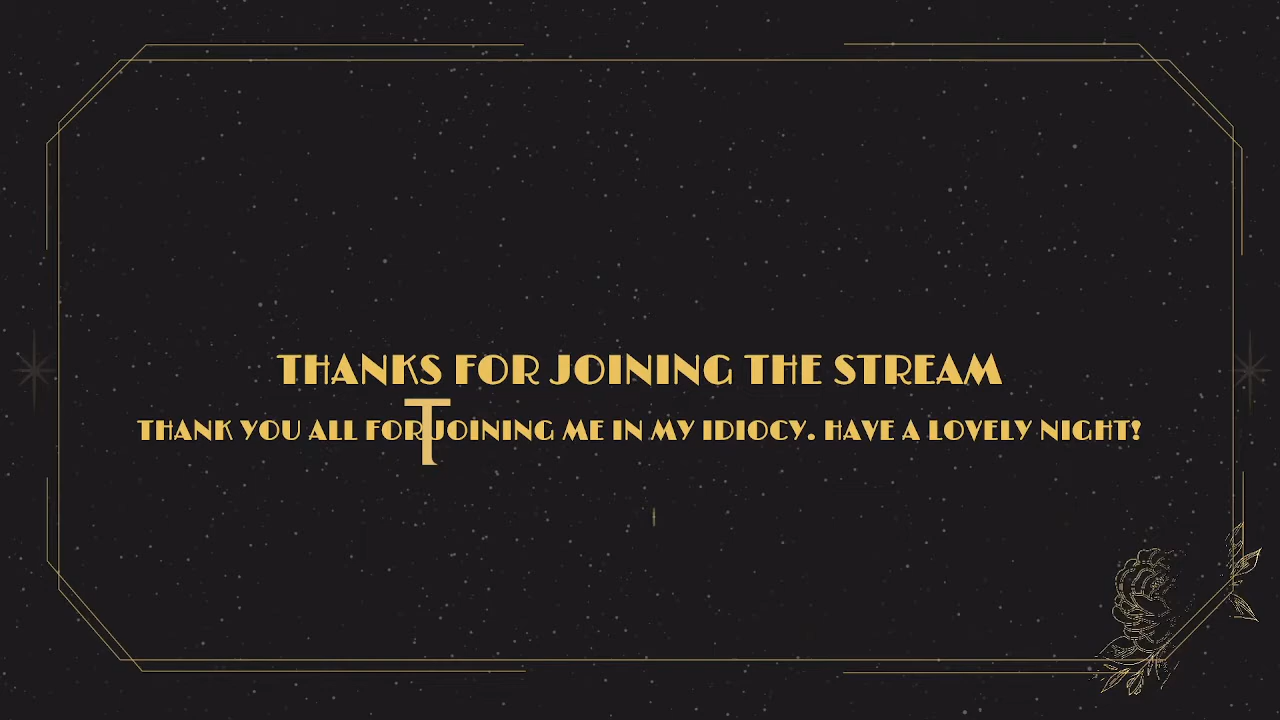 THANKS FOR JOINING THE STREAM
T
THANK YOU ALL FOR JOINING ME IN MY IDIOCY. HAVE A LOVELY NIGHT!